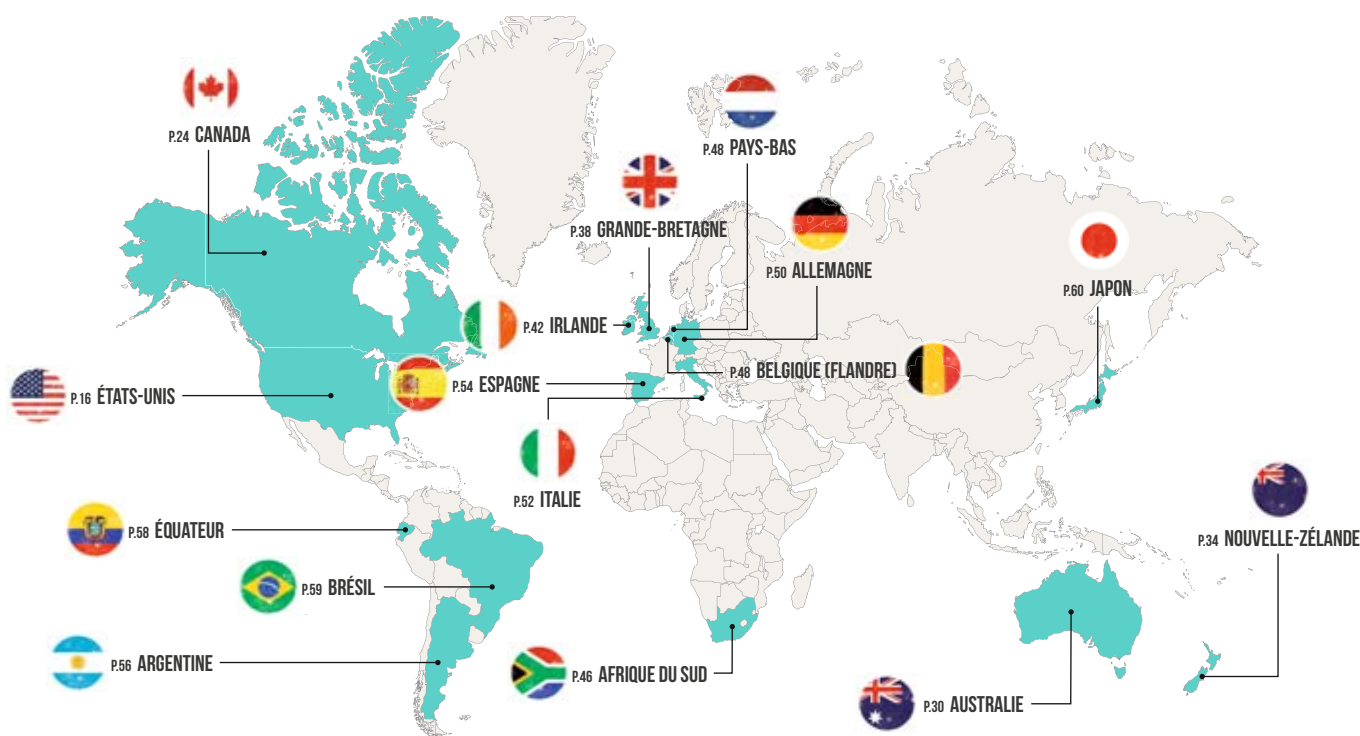 P.24 CANADA
P.48 PAYS-BAS
P.38 GRANDE-BRETAGNE
P.50 ALLEMAGNE
P.60 JAPON
P.42 IRLANDE
P.48 BELGIQUE (FLANDRE)
P.54 ESPAGNE
P.16 ÉTATS-UNIS
P.52 ITALIE
P.58 ÉQUATEUR
P.34 NOUVELLE-ZÉLANDE
P.59 BRÉSIL
P.56 ARGENTINE
P.46 AFRIQUE DU SUD
P.30 AUSTRALIE